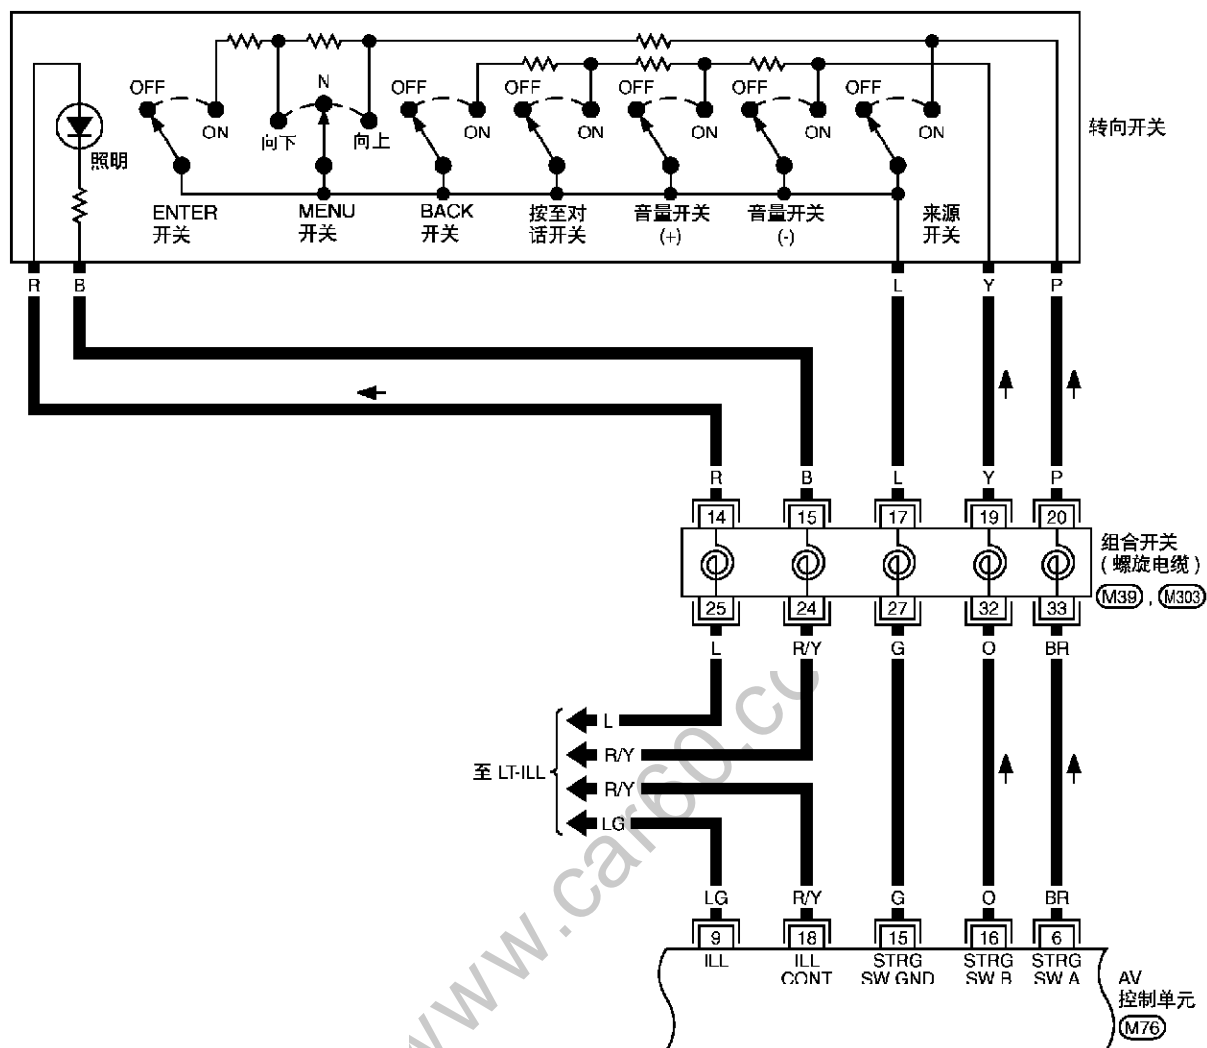 OFF
ON
向下
N
向上
OFF
ON
OFF
ON
OFF
ON
OFF
ON
OFF
ON
照明
转向开关
ENTER
开关
MENU
开关
BACK
开关
按至对
话开关
音量开关
(+)
音量开关
(-)
来源
开关
R
B
L
Y
P
R
B
L
Y
P
14
15
17
19
20
组合开关
(螺旋电缆)
M39 , M303
25
24
27
32
33
L
R/Y
G
O
BR
至 LT-ILL
L
R/Y
R/Y
LG
LG
R/Y
G
O
BR
9
18
15
16
6
ILL
ILL
CONT
STRG
SW GND
STRG
SW B
STRG
SW A
AV
控制单元
M76
www.car60.co